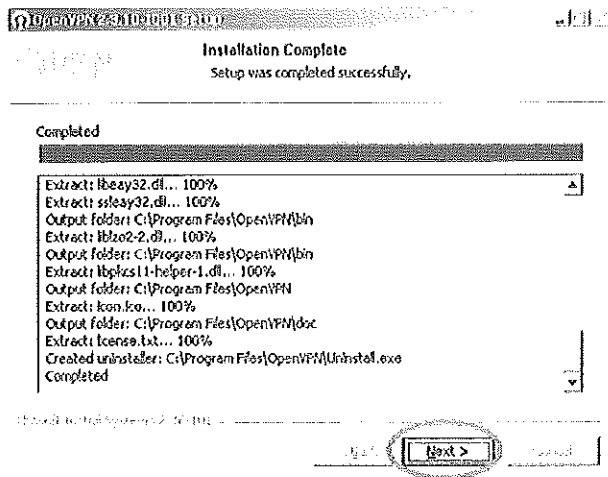 Installation Complete
Setup was completed successfully.
Completed
Extract: libeay32.dll... 100%
Extract: ssleay32.dll... 100%
Output folder: C:\Program Files\OpenVPN\bin
Extract: liblzo2-2.dll... 100%
Output folder: C:\Program Files\OpenVPN\bin
Extract: libpkcs11-helper-1.dll... 100%
Output folder: C:\Program Files\OpenVPN
Extract: icon.ico... 100%
Output folder: C:\Program Files\OpenVPN\doc
Extract: license.txt... 100%
Created uninstaller: C:\Program Files\OpenVPN\Uninstall.exe
Completed
Next >